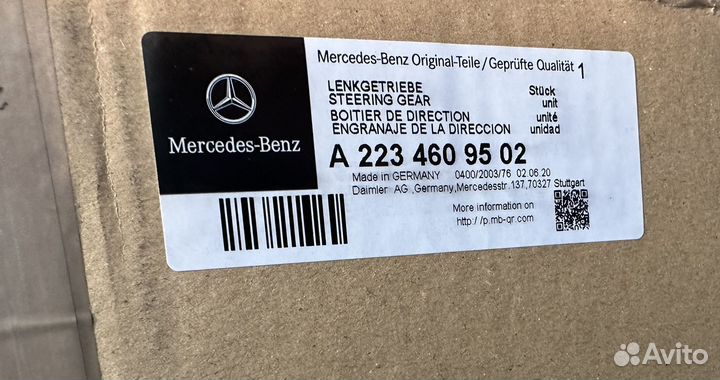 Mercedes-Benz
Mercedes-Benz Original-Teile/Geprüfte Qualität 1
LENKGETRIEBE Stück
STEERING GEAR unit
BOITIER DE DIRECTION unité
ENGRANAJE DE LA DIRECCION unidad
A 223 460 95 02
Made in GERMANY 0400/2003/76 02.06.20
Daimler AG ,Germany,Mercedesstr.137,70327 Stuttgart
More information on
http://p.mb-qr.com
Avito